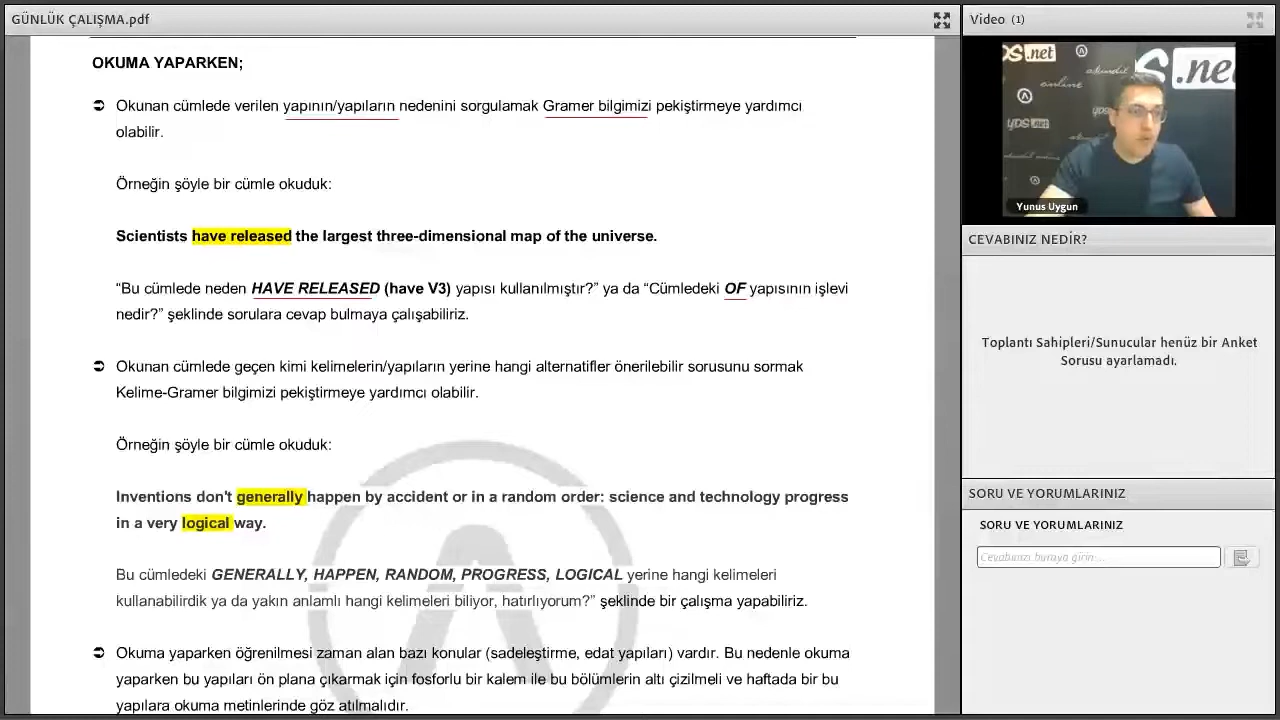 GÜNLÜK ÇALIŞMA.pdf
OKUMA YAPARKEN;
Okunan cümlede verilen yapının/yapıların nedenini sorgulamak Gramer bilgimizi pekiştirmeye yardımcı
olabilir.
Örneğin şöyle bir cümle okuduk:
Scientists have released the largest three-dimensional map of the universe.
“Bu cümlede neden HAVE RELEASED (have V3) yapısı kullanılmıştır?” ya da “Cümledeki OF yapısının işlevi
nedir?” şeklinde sorulara cevap bulmaya çalışabiliriz.
Okunan cümlede geçen kimi kelimelerin/yapıların yerine hangi alternatifler önerilebilir sorusunu sormak
Kelime-Gramer bilgimizi pekiştirmeye yardımcı olabilir.
Örneğin şöyle bir cümle okuduk:
Inventions don't generally happen by accident or in a random order: science and technology progress
in a very logical way.
Bu cümledeki GENERALLY, HAPPEN, RANDOM, PROGRESS, LOGICAL yerine hangi kelimeleri
kullanabilirdik ya da yakın anlamlı hangi kelimeleri biliyor, hatırlıyorum?” şeklinde bir çalışma yapabiliriz.
Okuma yaparken öğrenilmesi zaman alan bazı konular (sadeleştirme, edat yapıları) vardır. Bu nedenle okuma
yaparken bu yapıları ön plana çıkarmak için fosforlu bir kalem ile bu bölümlerin altı çizilmeli ve haftada bir bu
yapılara okuma metinlerinde göz atılmalıdır.
Video (1)
YDS.net
Yunus Uygun
CEVABINIZ NEDİR?
Toplantı Sahipleri/Sunucular henüz bir Anket
Sorusu ayarlamadı.
SORU VE YORUMLARINIZ
SORU VE YORUMLARINIZ
Cevabınızı buraya girin...